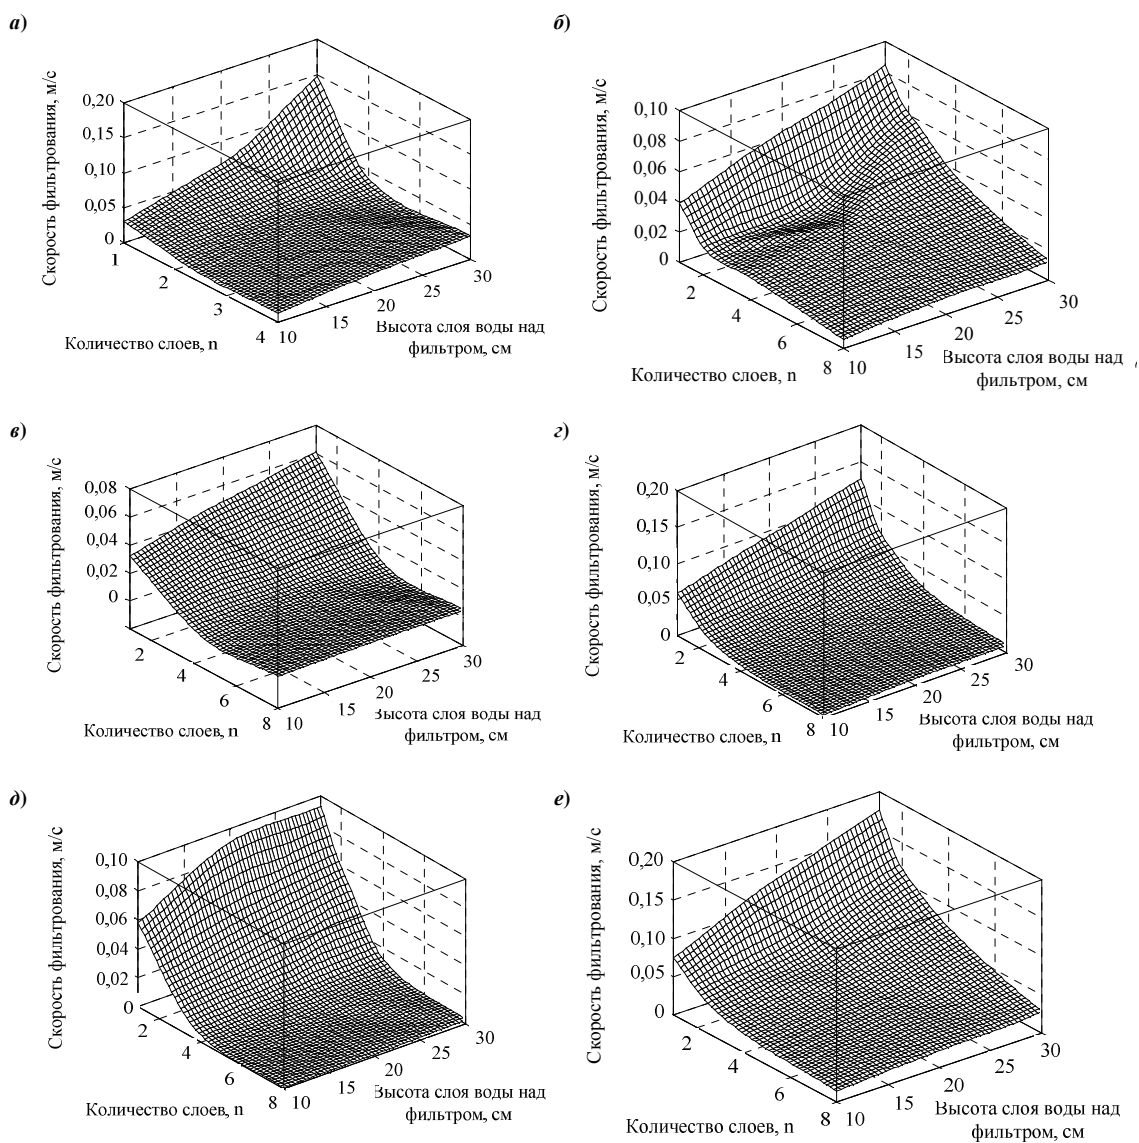 а)
Скорость фильтрования, м/с
0,20
0,15
0,10
0,05
0
1
2
3
4
10
15
20
25
30
Количество слоев, n
Высота слоя воды над
фильтром, см
б)
Скорость фильтрования, м/с
0,10
0,08
0,06
0,04
0,02
0
2
4
6
8
10
15
20
25
30
Количество слоев, n
Высота слоя воды над
фильтром, см
в)
Скорость фильтрования, м/с
0,08
0,06
0,04
0,02
0
2
4
6
8
10
15
20
25
30
Количество слоев, n
Высота слоя воды над
фильтром, см
г)
Скорость фильтрования, м/с
0,20
0,15
0,10
0,05
0
2
4
6
8
10
15
20
25
30
Количество слоев, n
Высота слоя воды над
фильтром, см
д)
Скорость фильтрования, м/с
0,10
0,08
0,06
0,04
0,02
0
2
4
6
8
10
15
20
25
30
Количество слоев, n
Высота слоя воды над
фильтром, см
е)
Скорость фильтрования, м/с
0,20
0,15
0,10
0,05
0
2
4
6
8
10
15
20
25
30
Количество слоев, n
Высота слоя воды над
фильтром, см